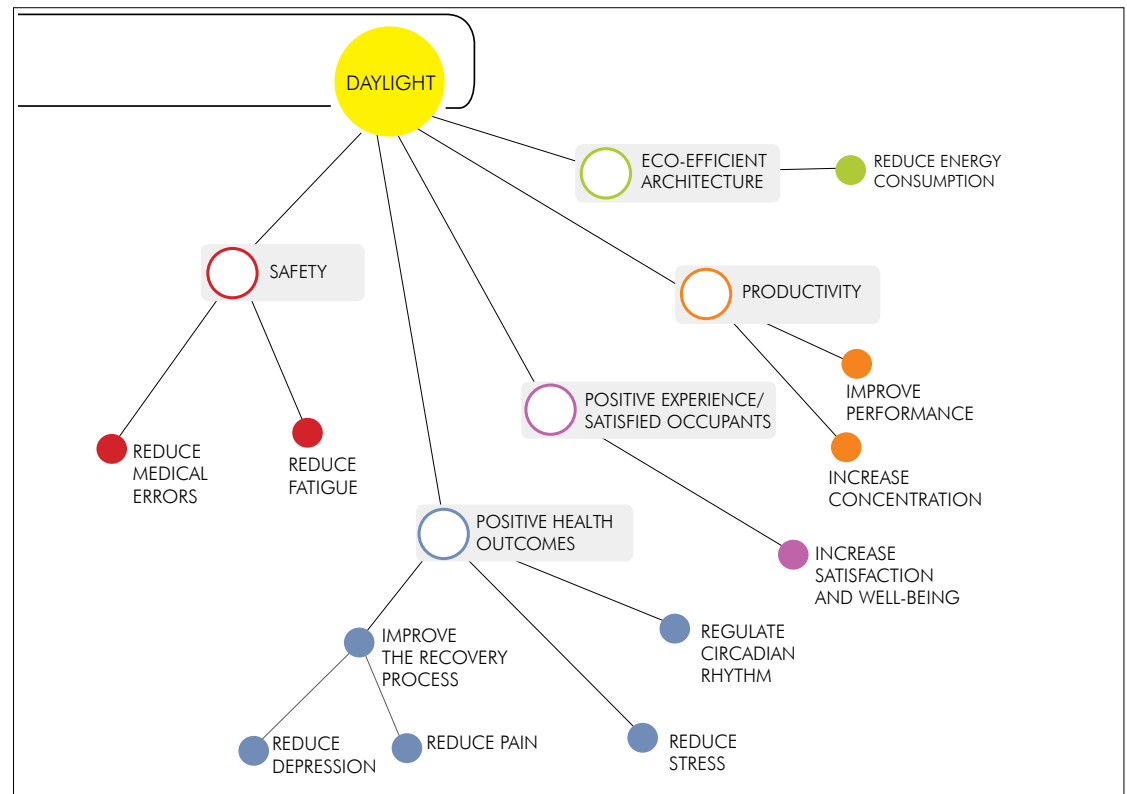 DAYLIGHT
ECO-EFFICIENT
ARCHITECTURE
REDUCE ENERGY
CONSUMPTION
SAFETY
PRODUCTIVITY
IMPROVE
PERFORMANCE
POSITIVE EXPERIENCE/
SATISFIED OCCUPANTS
REDUCE
MEDICAL
ERRORS
REDUCE
FATIGUE
INCREASE
CONCENTRATION
POSITIVE HEALTH
OUTCOMES
INCREASE
SATISFACTION
AND WELL-BEING
IMPROVE
THE RECOVERY
PROCESS
REGULATE
CIRCADIAN
RHYTHM
REDUCE
DEPRESSION
REDUCE PAIN
REDUCE
STRESS